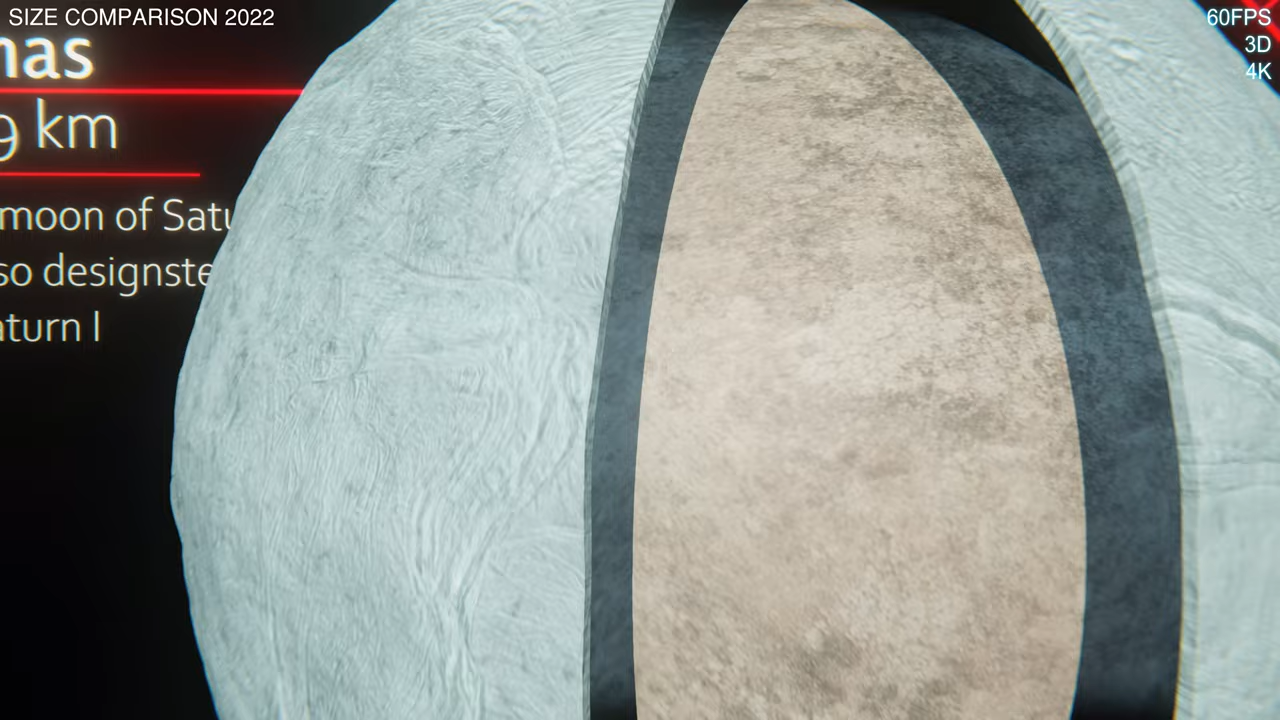 SIZE COMPARISON 2022
60FPS
3D
4K
nas
9 km
moon of Satu
so designste
aturn I